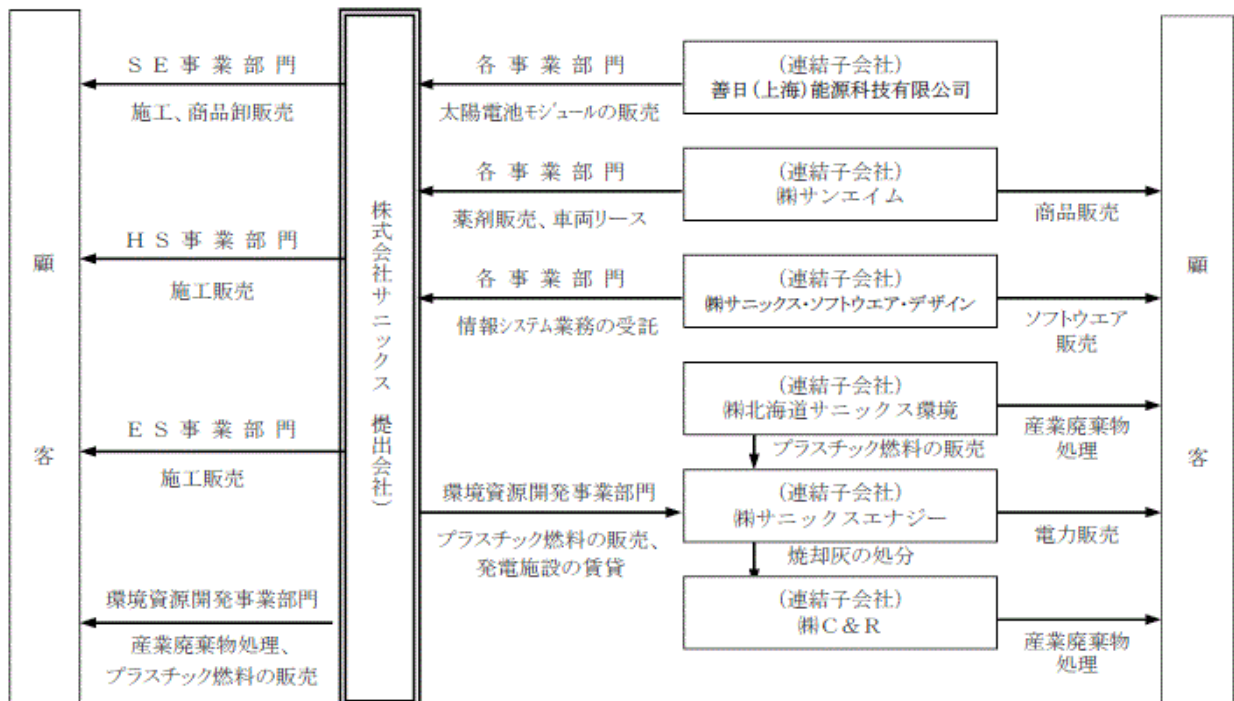 顧客
ＳＥ事業部門
施工、商品卸販売
ＨＳ事業部門
施工販売
ＥＳ事業部門
施工販売
環境資源開発事業部門
産業廃棄物処理、
プラスチック燃料の販売
株式会社サニックス 提出会社）
各事業部門
太陽電池モジュールの販売
各事業部門
薬剤販売、車両リース
各事業部門
情報システム業務の受託
環境資源開発事業部門
プラスチック燃料の販売、
発電施設の賃貸
（連結子会社）
善日(上海)能源科技有限公司
（連結子会社）
㈱サンエイム
商品販売
（連結子会社）
㈱サニックス・ソフトウエア・デザイン
ソフトウエア
販売
（連結子会社）
㈱北海道サニックス環境
産業廃棄物
処理
プラスチック燃料の販売
（連結子会社）
㈱サニックスエナジー
電力販売
焼却灰の処分
（連結子会社）
㈱Ｃ＆Ｒ
産業廃棄物
処理
顧客